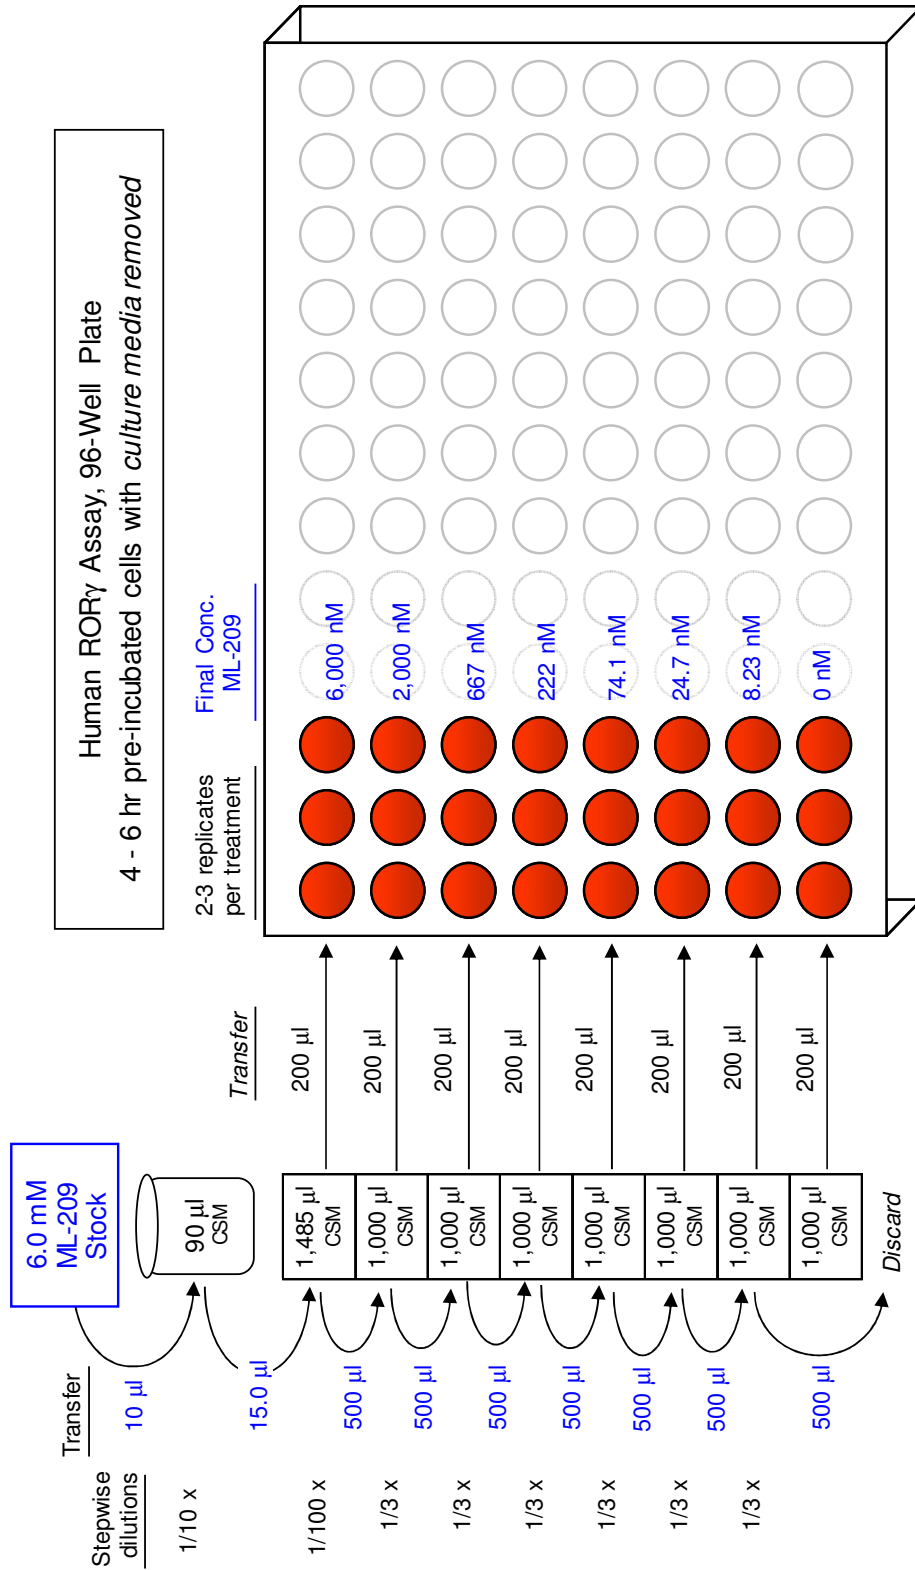 Human RORγ Assay, 96-Well Plate
4 - 6 hr pre-incubated cells with culture media removed
Stepwise
dilutions
Transfer
6.0 mM
ML-209
Stock
1/10 x
10 µl
90 µl
CSM
15.0 µl
Transfer
2-3 replicates
per treatment
Final Conc.
ML-209
1/100 x
1,485 µl
CSM
200 µl
6,000 nM
500 µl
1/3 x
1,000 µl
CSM
200 µl
2,000 nM
500 µl
1/3 x
1,000 µl
CSM
200 µl
667 nM
500 µl
1/3 x
1,000 µl
CSM
200 µl
222 nM
500 µl
1/3 x
1,000 µl
CSM
200 µl
74.1 nM
500 µl
1/3 x
1,000 µl
CSM
200 µl
24.7 nM
500 µl
1/3 x
1,000 µl
CSM
200 µl
8.23 nM
500 µl
1,000 µl
CSM
200 µl
0 nM
Discard